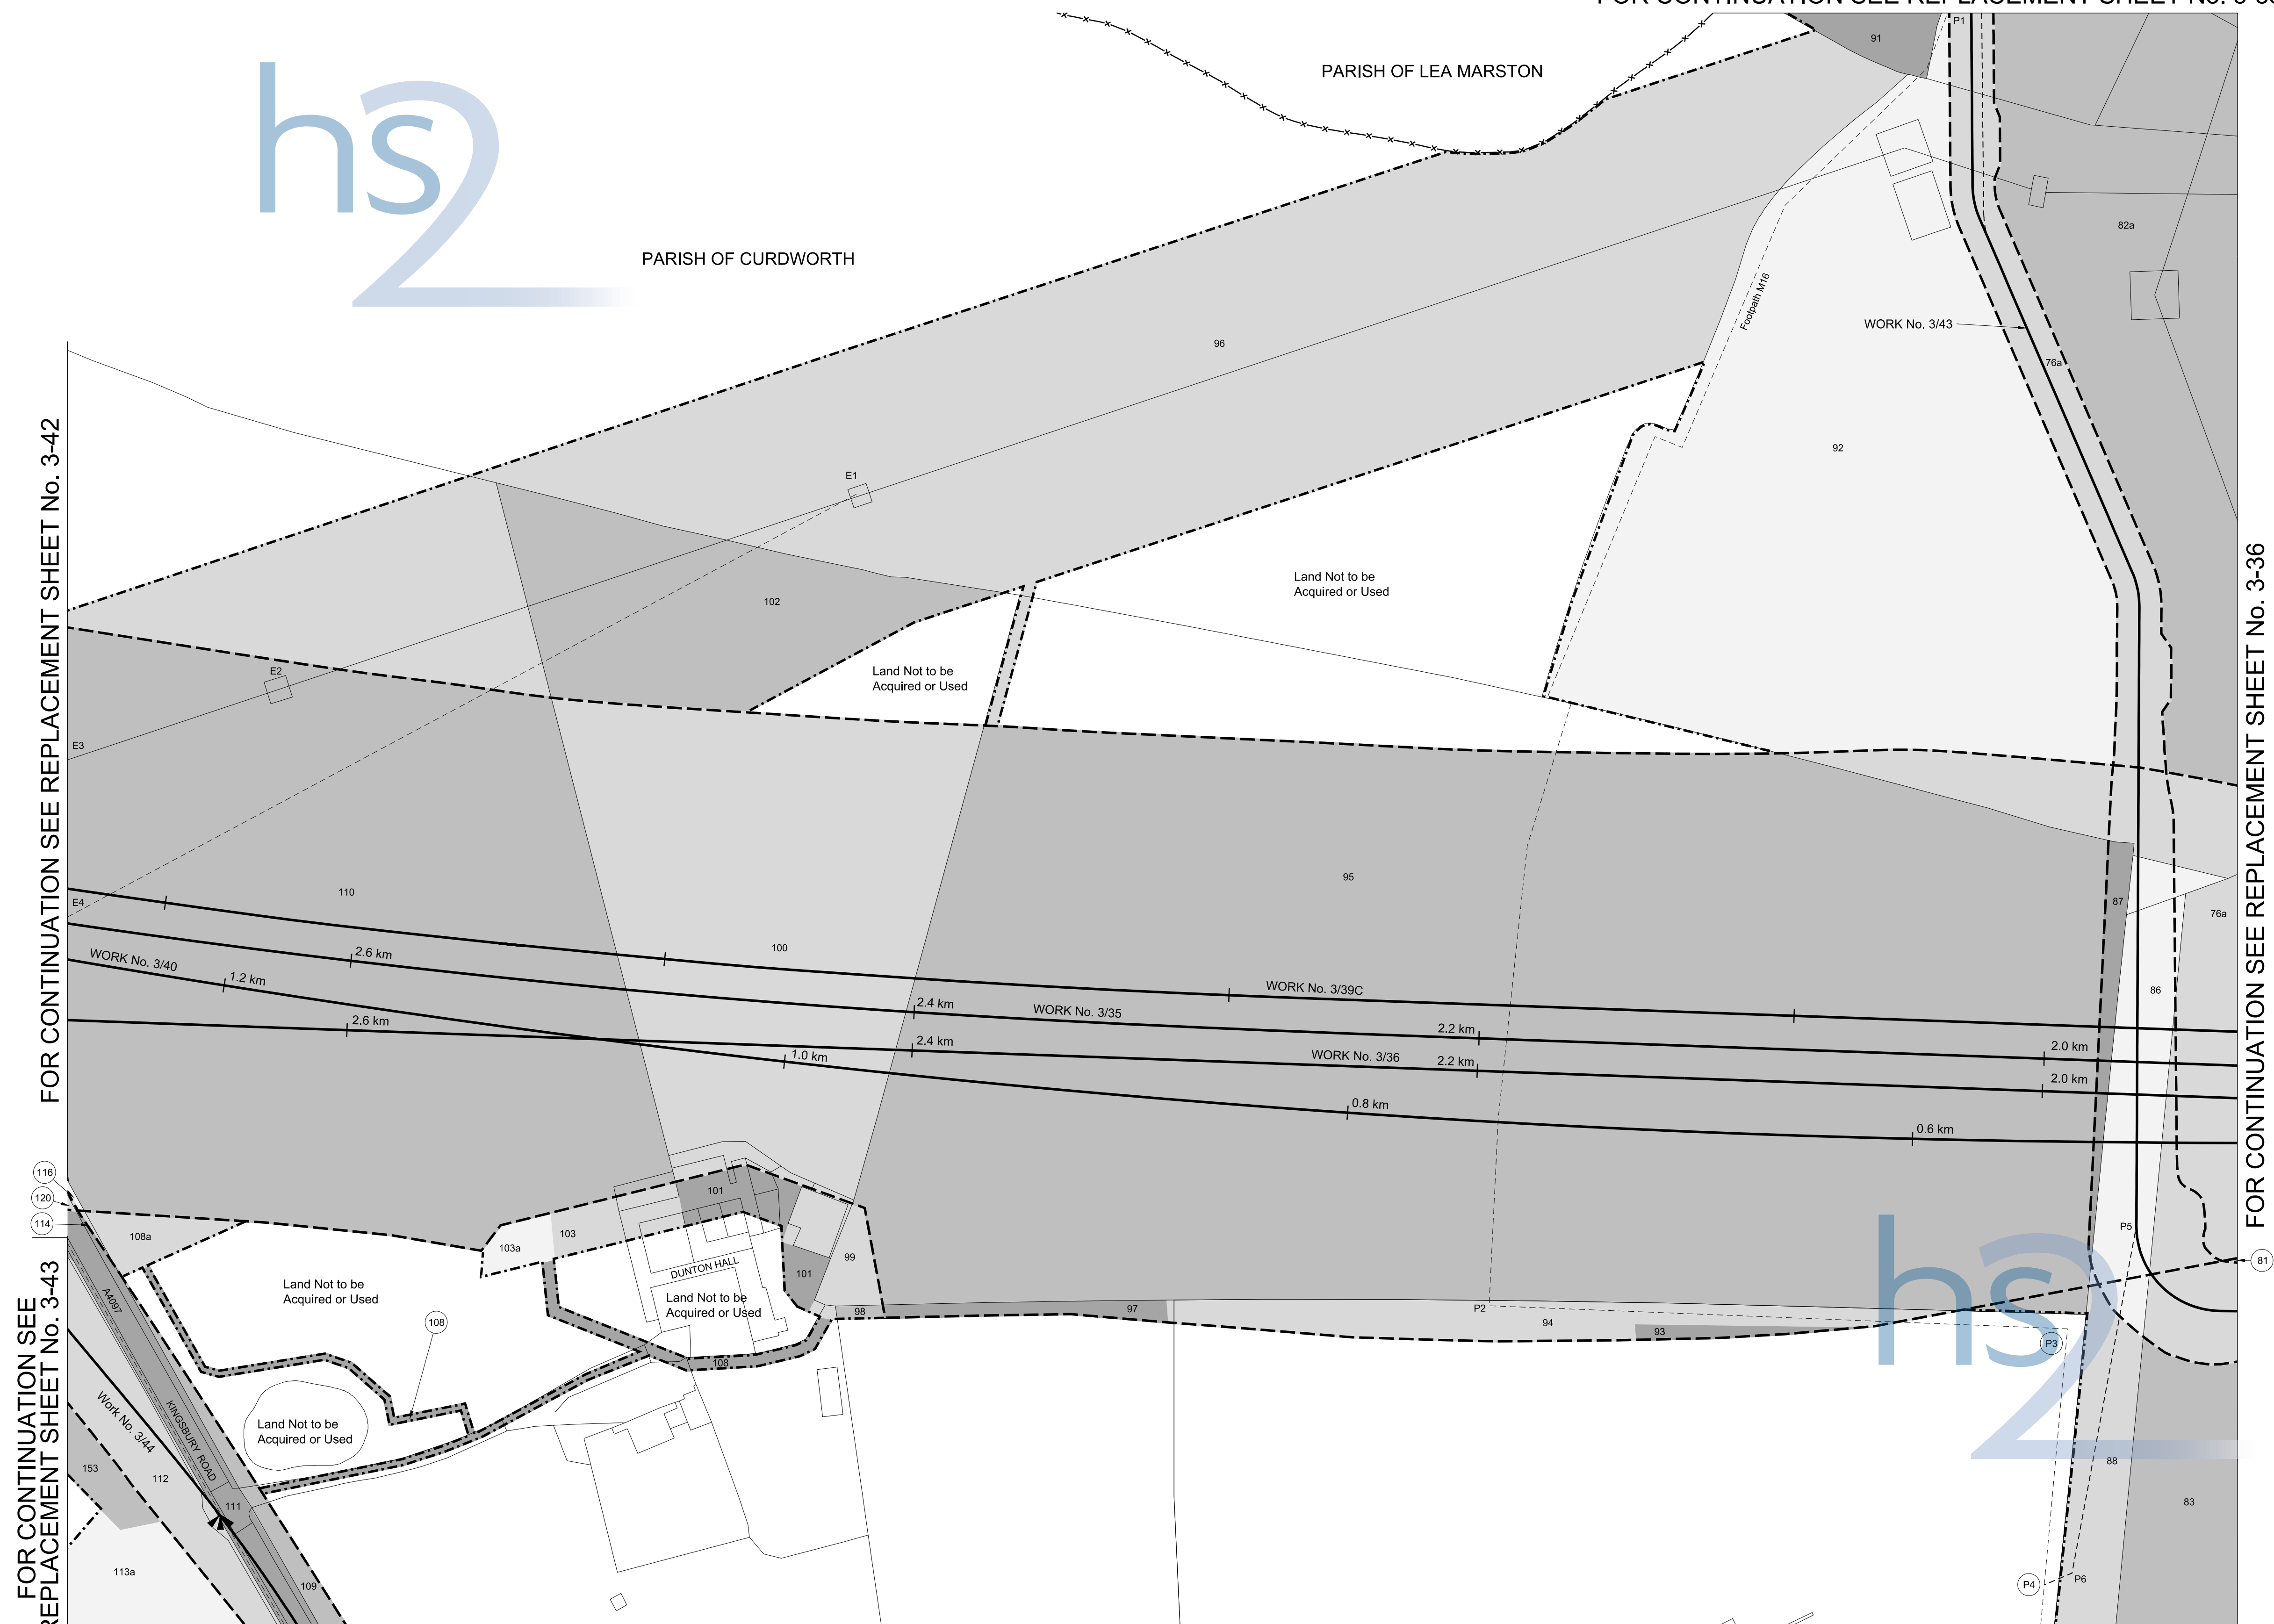 FOR CONTINUATION SEE REPLACEMENT SHEET No.
P1
91
PARISH OF LEA MARSTON
hs2
82a
PARISH OF CURDWORTH
Footpath M16
WORK No. 3/43
96
76a
92
FOR CONTINUATION SEE REPLACEMENT SHEET No. 3-42
E1
Land Not to be
Acquired or Used
102
FOR CONTINUATION SEE REPLACEMENT SHEET No. 3-36
E2
Land Not to be
Acquired or Used
E3
95
110
87
E4
76a
100
WORK No. 3/40
2.6 km
1.2 km
WORK No. 3/39C
86
2.4 km
WORK No. 3/35
2.6 km
2.2 km
2.4 km
2.0 km
1.0 km
WORK No. 3/36
2.2 km
2.0 km
0.8 km
0.6 km
116
101
120
114
P5
108a
103
103a
99
81
DUNTON HALL
101
Land Not to be
Acquired or Used
Land Not to be
Acquired or Used
A4097
98
97
P2
108
94
93
hs2
P3
108
FOR CONTINUATION SEE
REPLACEMENT SHEET No. 3-43
Work No. 3/44
KINGSBURY ROAD
Land Not to be
Acquired or Used
153
112
88
111
83
113a
109
P4
P6